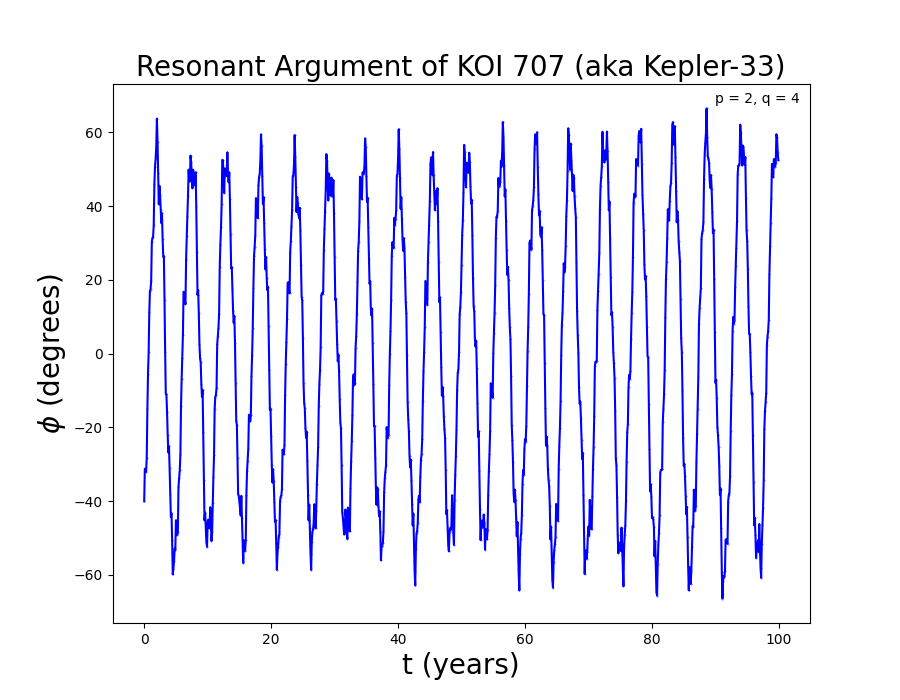 Resonant Argument of KOI 707 (aka Kepler-33)
p = 2, q = 4
60
40
20
0
−20
−40
−60
ϕ (degrees)
0 20 40 60 80 100
t (years)